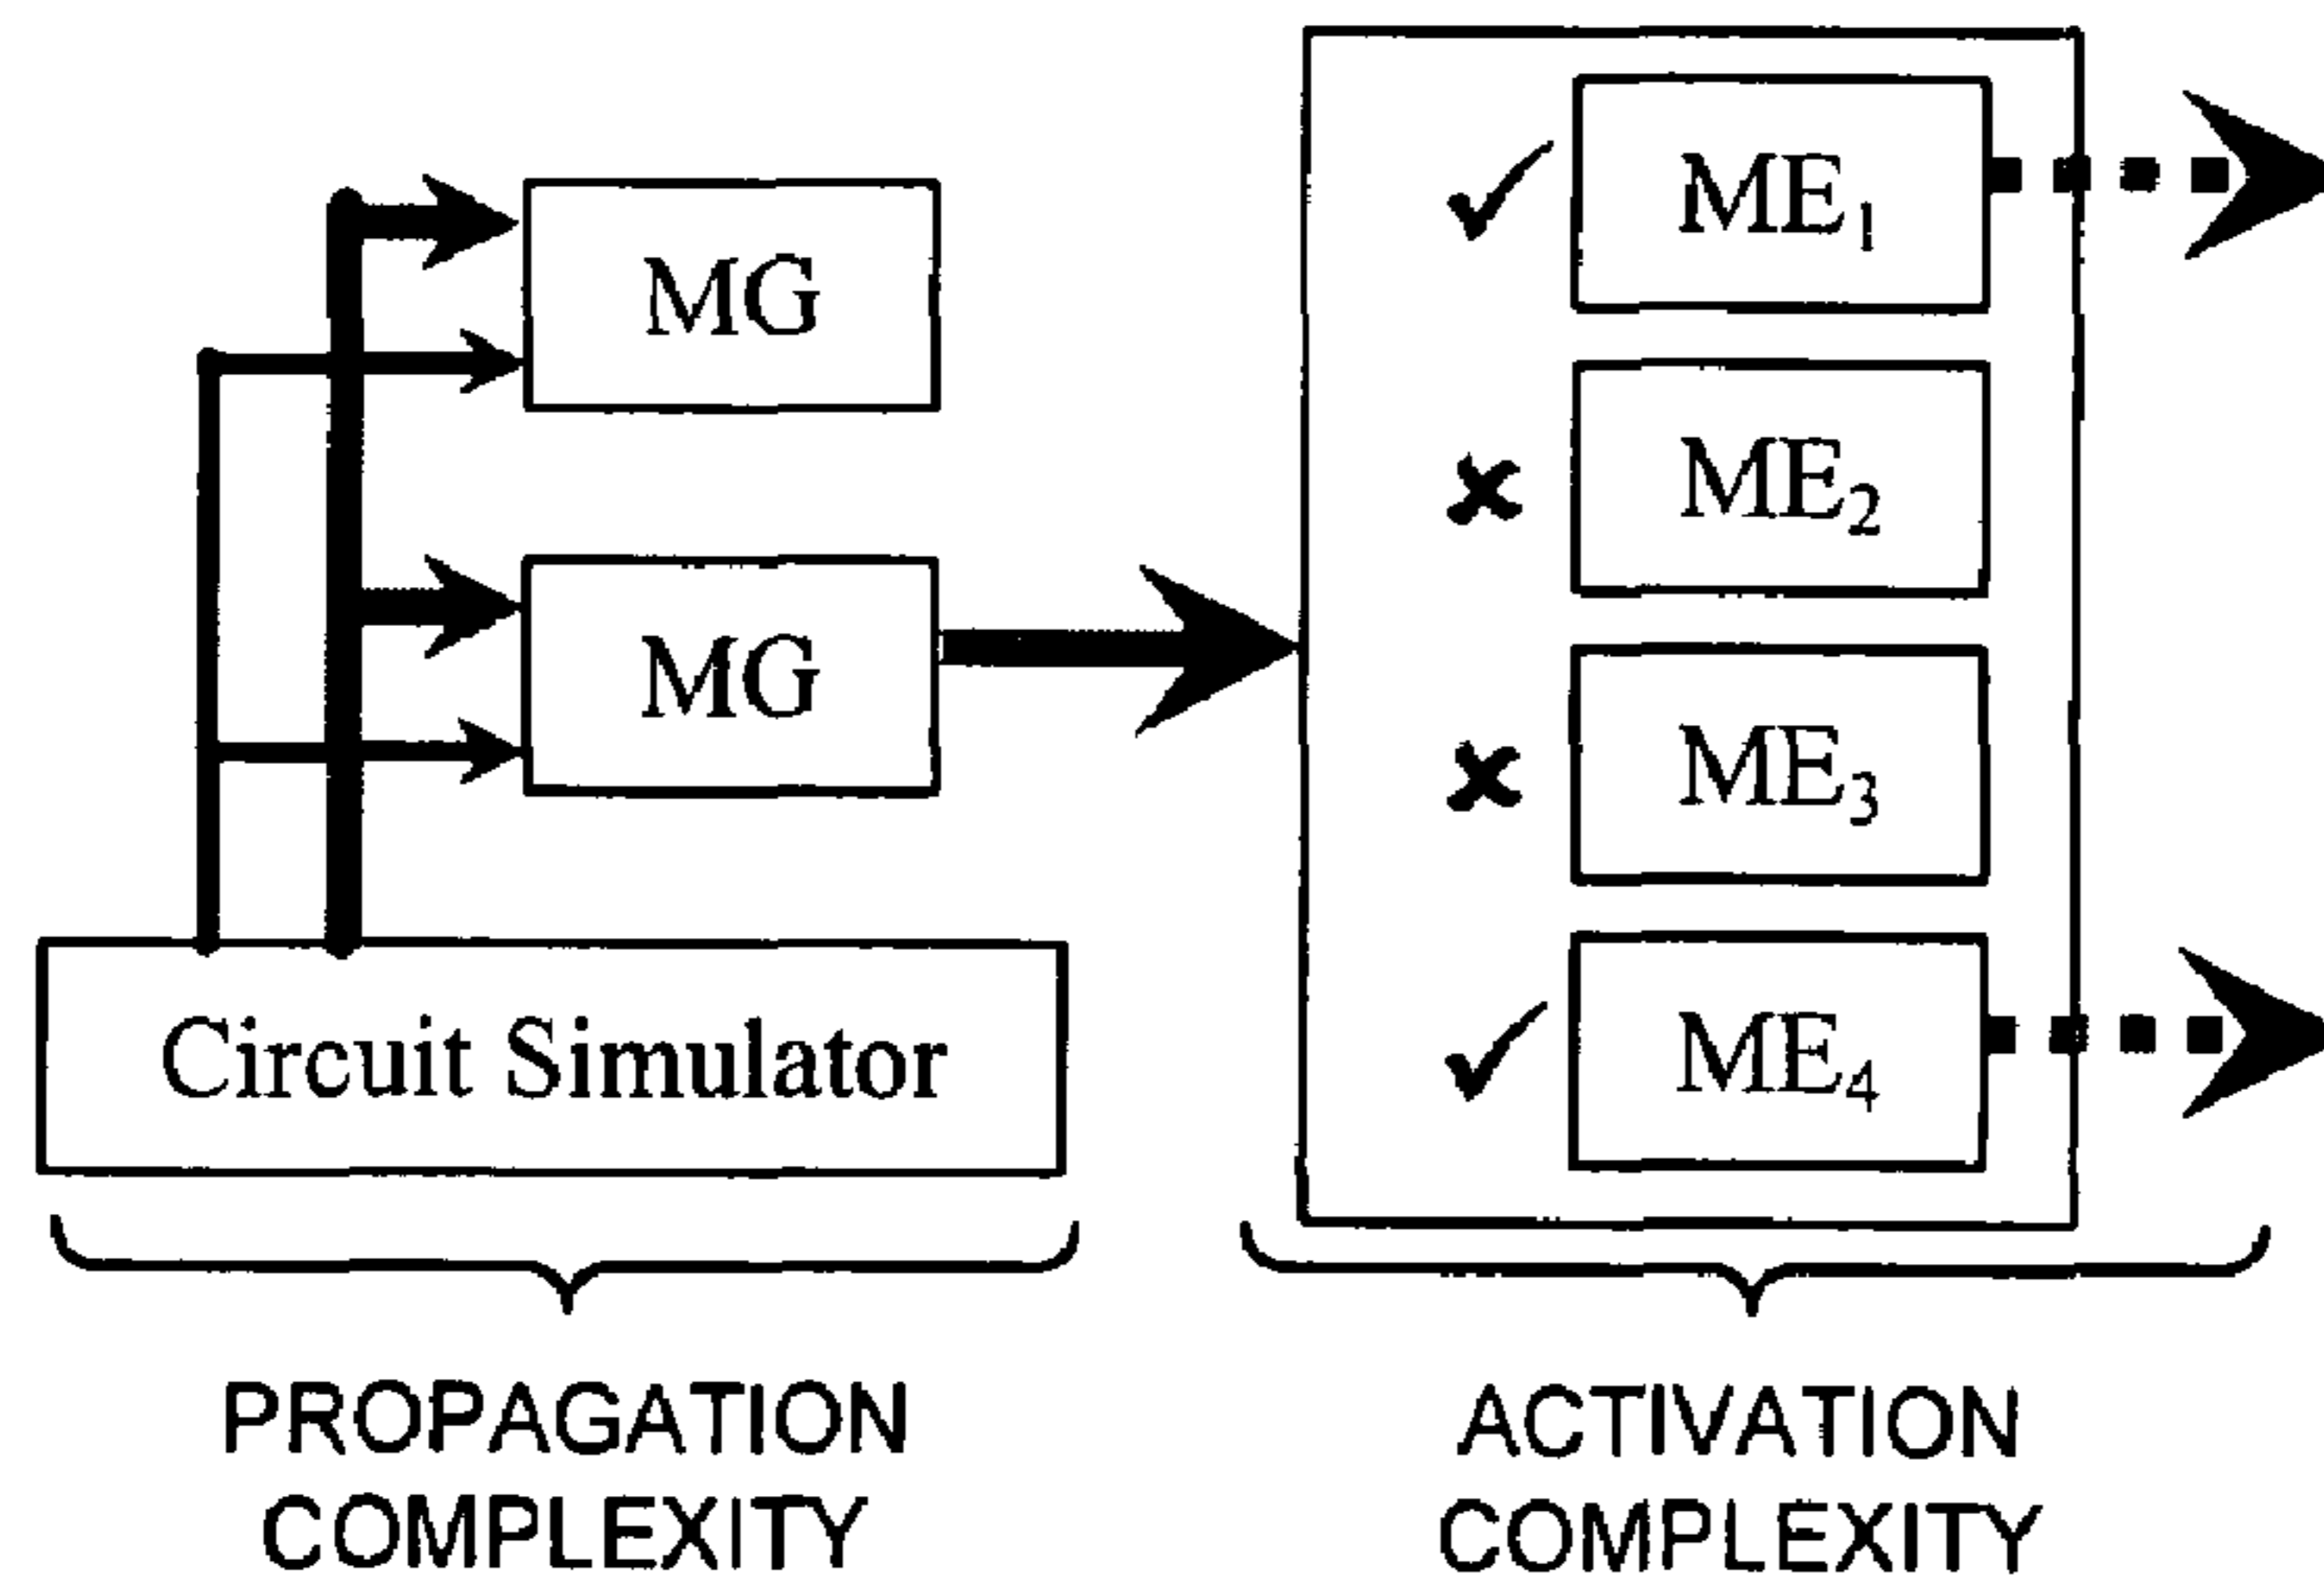 MG
MG
Circuit Simulator
PROPAGATION
COMPLEXITY
ME₁
ME₂
ME₃
ME₄
ACTIVATION
COMPLEXITY